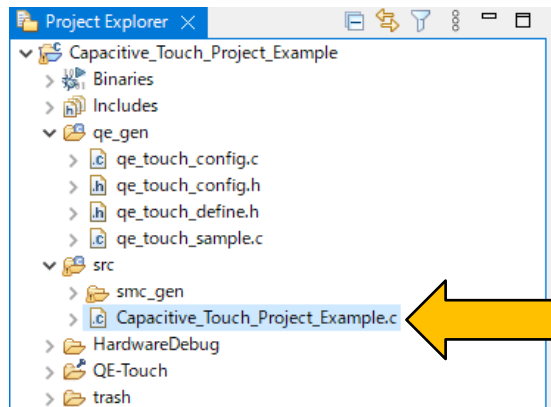 Project Explorer
Capacitive_Touch_Project_Example
Binaries
Includes
qe_gen
qe_touch_config.c
qe_touch_config.h
qe_touch_define.h
qe_touch_sample.c
src
smc_gen
Capacitive_Touch_Project_Example.c
HardwareDebug
QE-Touch
trash